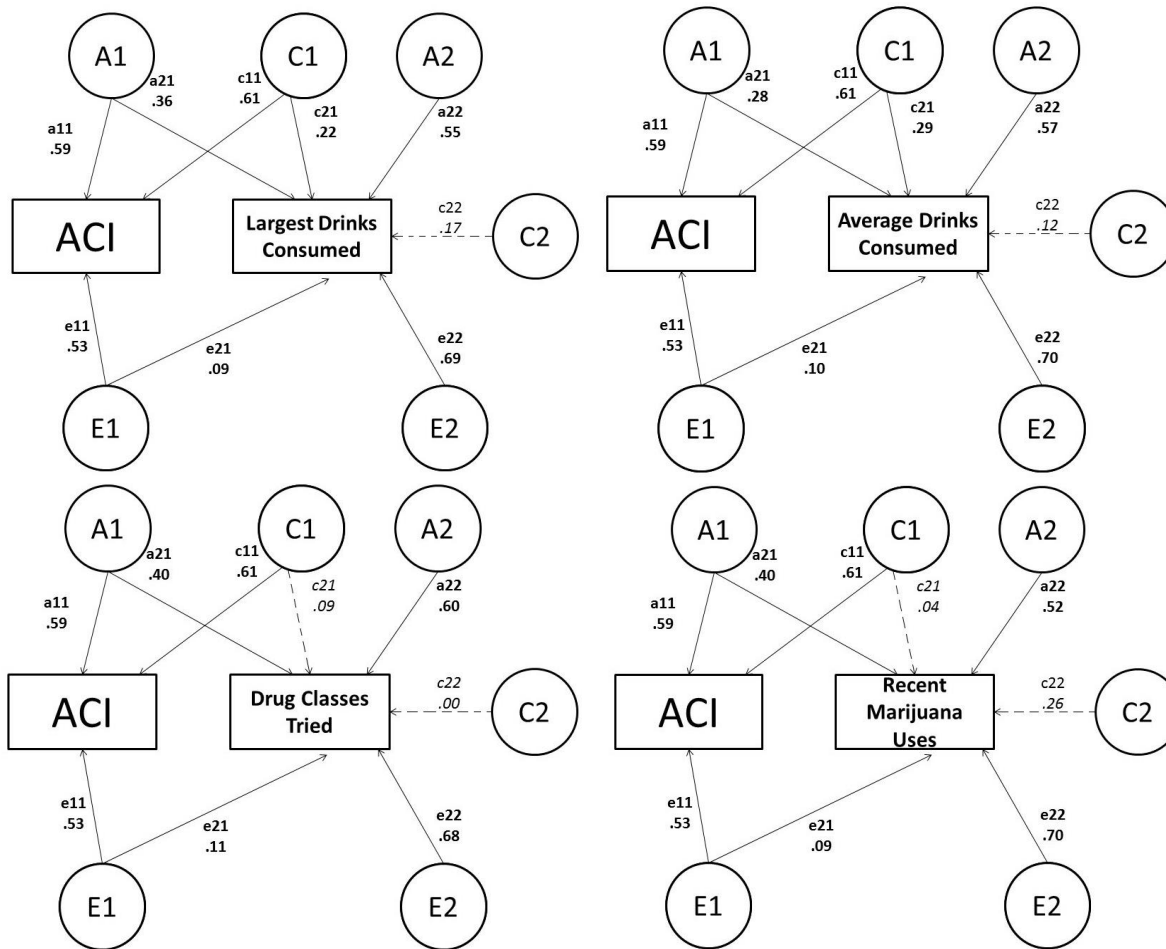 A1
C1
A2
a21
.36
c11
.61
c21
.22
a22
.55
a11
.59
ACI
Largest Drinks
Consumed
c22
.17
C2
e11
.53
e21
.09
e22
.69
E1
E2
A1
C1
A2
a21
.28
c11
.61
c21
.29
a22
.57
a11
.59
ACI
Average Drinks
Consumed
c22
.12
C2
e11
.53
e21
.10
e22
.70
E1
E2
A1
C1
A2
a21
.40
c11
.61
c21
.09
a22
.60
a11
.59
ACI
Drug Classes
Tried
c22
.00
C2
e11
.53
e21
.11
e22
.68
E1
E2
A1
C1
A2
a21
.40
c11
.61
c21
.04
a22
.52
a11
.59
ACI
Recent
Marijuana
Uses
c22
.26
C2
e11
.53
e21
.09
e22
.70
E1
E2